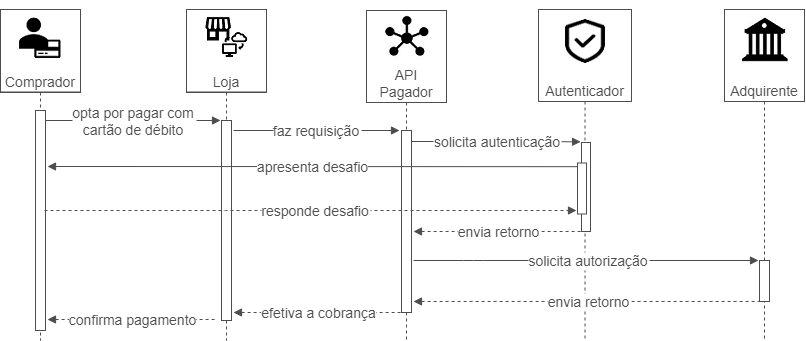 Comprador
Loja
API
Pagador
Autenticador
Adquirente
opta por pagar com
cartão de débito
faz requisição
solicita autenticação
apresenta desafio
responde desafio
envia retorno
solicita autorização
envia retorno
efetiva a cobrança
confirma pagamento